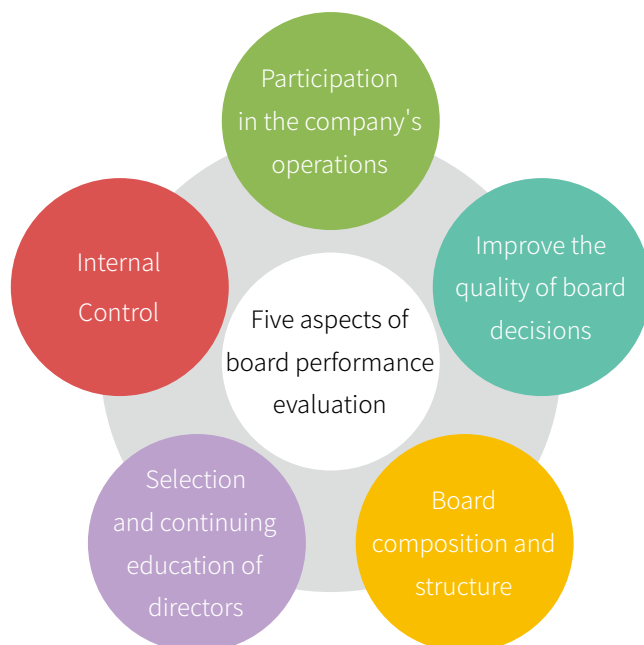 Participation
in the company's
operations
Improve the
quality of board
decisions
Internal
Control
Five aspects of
board performance
evaluation
Selection
and continuing
education of
directors
Board
composition and
structure